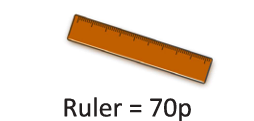 Ruler = 70p